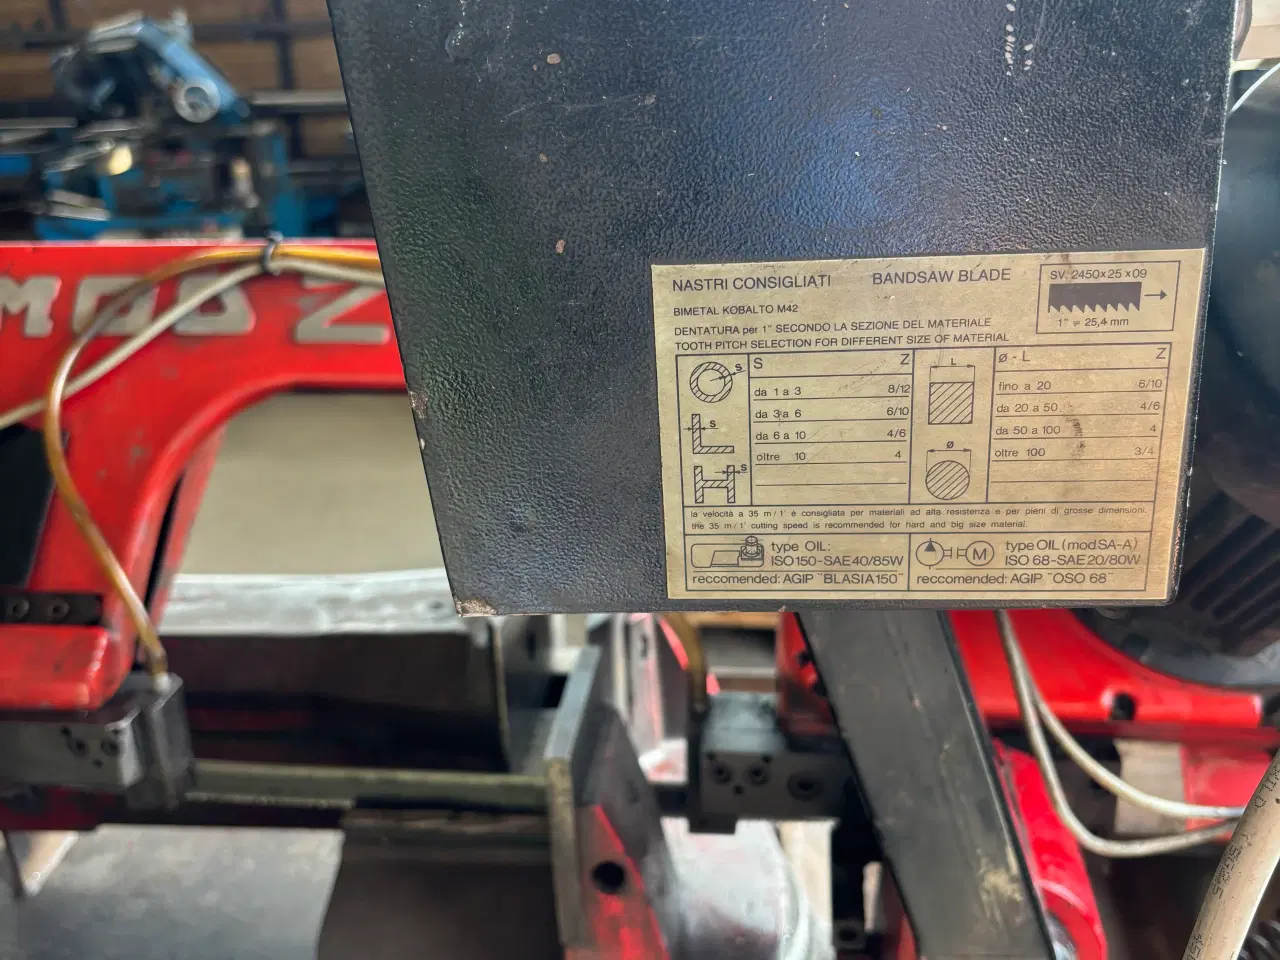 MOD Z
NASTRI CONSIGLIATI BANDSAW BLADE
SV. 2450x25x09
BIMETAL KOBALTO M42
1" = 25,4 mm
DENTATURA per 1" SECONDO LA SEZIONE DEL MATERIALE
TOOTH PITCH SELECTION FOR DIFFERENT SIZE OF MATERIAL
S Z L ø - L Z
da 1 a 3 8/12 fino a 20 6/10
da 3 a 6 6/10 da 20 a 50 4/6
da 6 a 10 4/6 da 50 a 100 4
oltre 10 4 oltre 100 3/4
S
S
S
ø
la velocità a 35 m/1' è consigliata per materiali ad alta resistenza e per pieni di grosse dimensioni.
the 35 m/1' cutting speed is recommended for hard and big size material.
type OIL:
ISO150-SAE40/85W
reccomended: AGIP "BLASIA150"
M type OIL (modSA-A)
ISO 68-SAE20/80W
reccomended: AGIP "OSO 68"